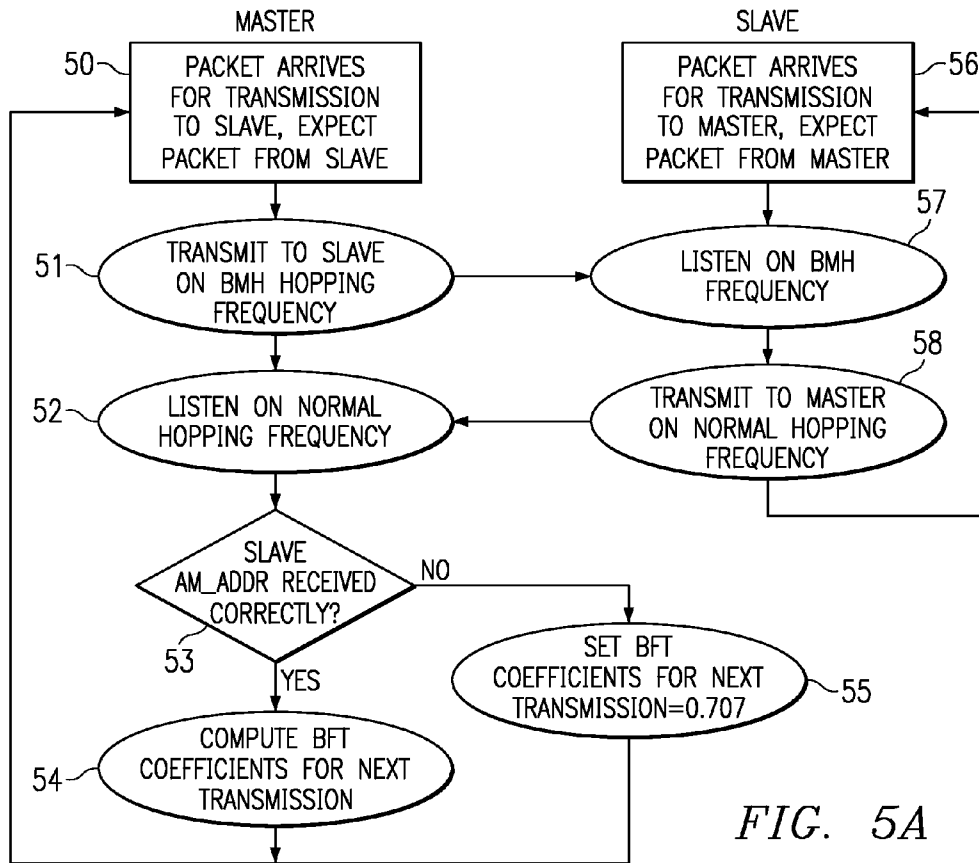 MASTER
50
PACKET ARRIVES
FOR TRANSMISSION
TO SLAVE, EXPECT
PACKET FROM SLAVE
51
TRANSMIT TO SLAVE
ON BMH HOPPING
FREQUENCY
52
LISTEN ON NORMAL
HOPPING FREQUENCY
SLAVE
AM_ADDR RECEIVED
CORRECTLY?
53
NO
YES
54
COMPUTE BFT
COEFFICIENTS FOR NEXT
TRANSMISSION
SET BFT
COEFFICIENTS FOR NEXT
TRANSMISSION=0.707
55
SLAVE
56
PACKET ARRIVES
FOR TRANSMISSION
TO MASTER, EXPECT
PACKET FROM MASTER
57
LISTEN ON BMH
FREQUENCY
58
TRANSMIT TO MASTER
ON NORMAL HOPPING
FREQUENCY
FIG. 5A